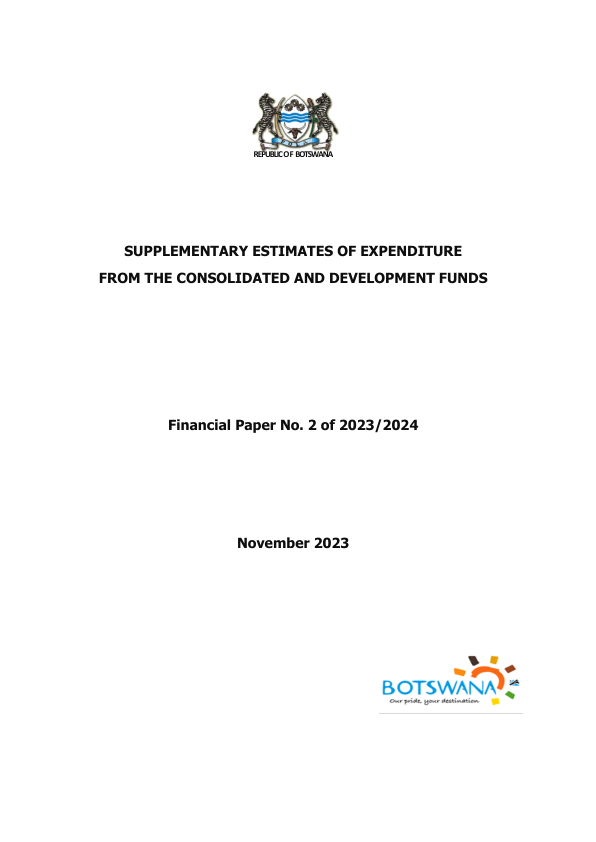 REPUBLIC OF BOTSWANA
SUPPLEMENTARY ESTIMATES OF EXPENDITURE
FROM THE CONSOLIDATED AND DEVELOPMENT FUNDS
Financial Paper No. 2 of 2023/2024
November 2023
BOTSWANA
Our pride, your destination